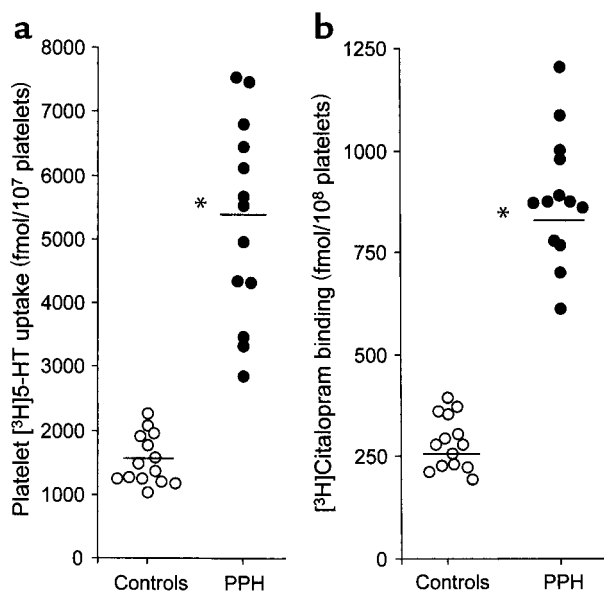 a
Platelet [³H]5-HT uptake (fmol/10⁷ platelets)
8000
7000
6000
5000
4000
3000
2000
1000
0
*
Controls PPH
b
[³H]Citalopram binding (fmol/10⁸ platelets)
1250
1000
750
500
250
0
*
Controls PPH